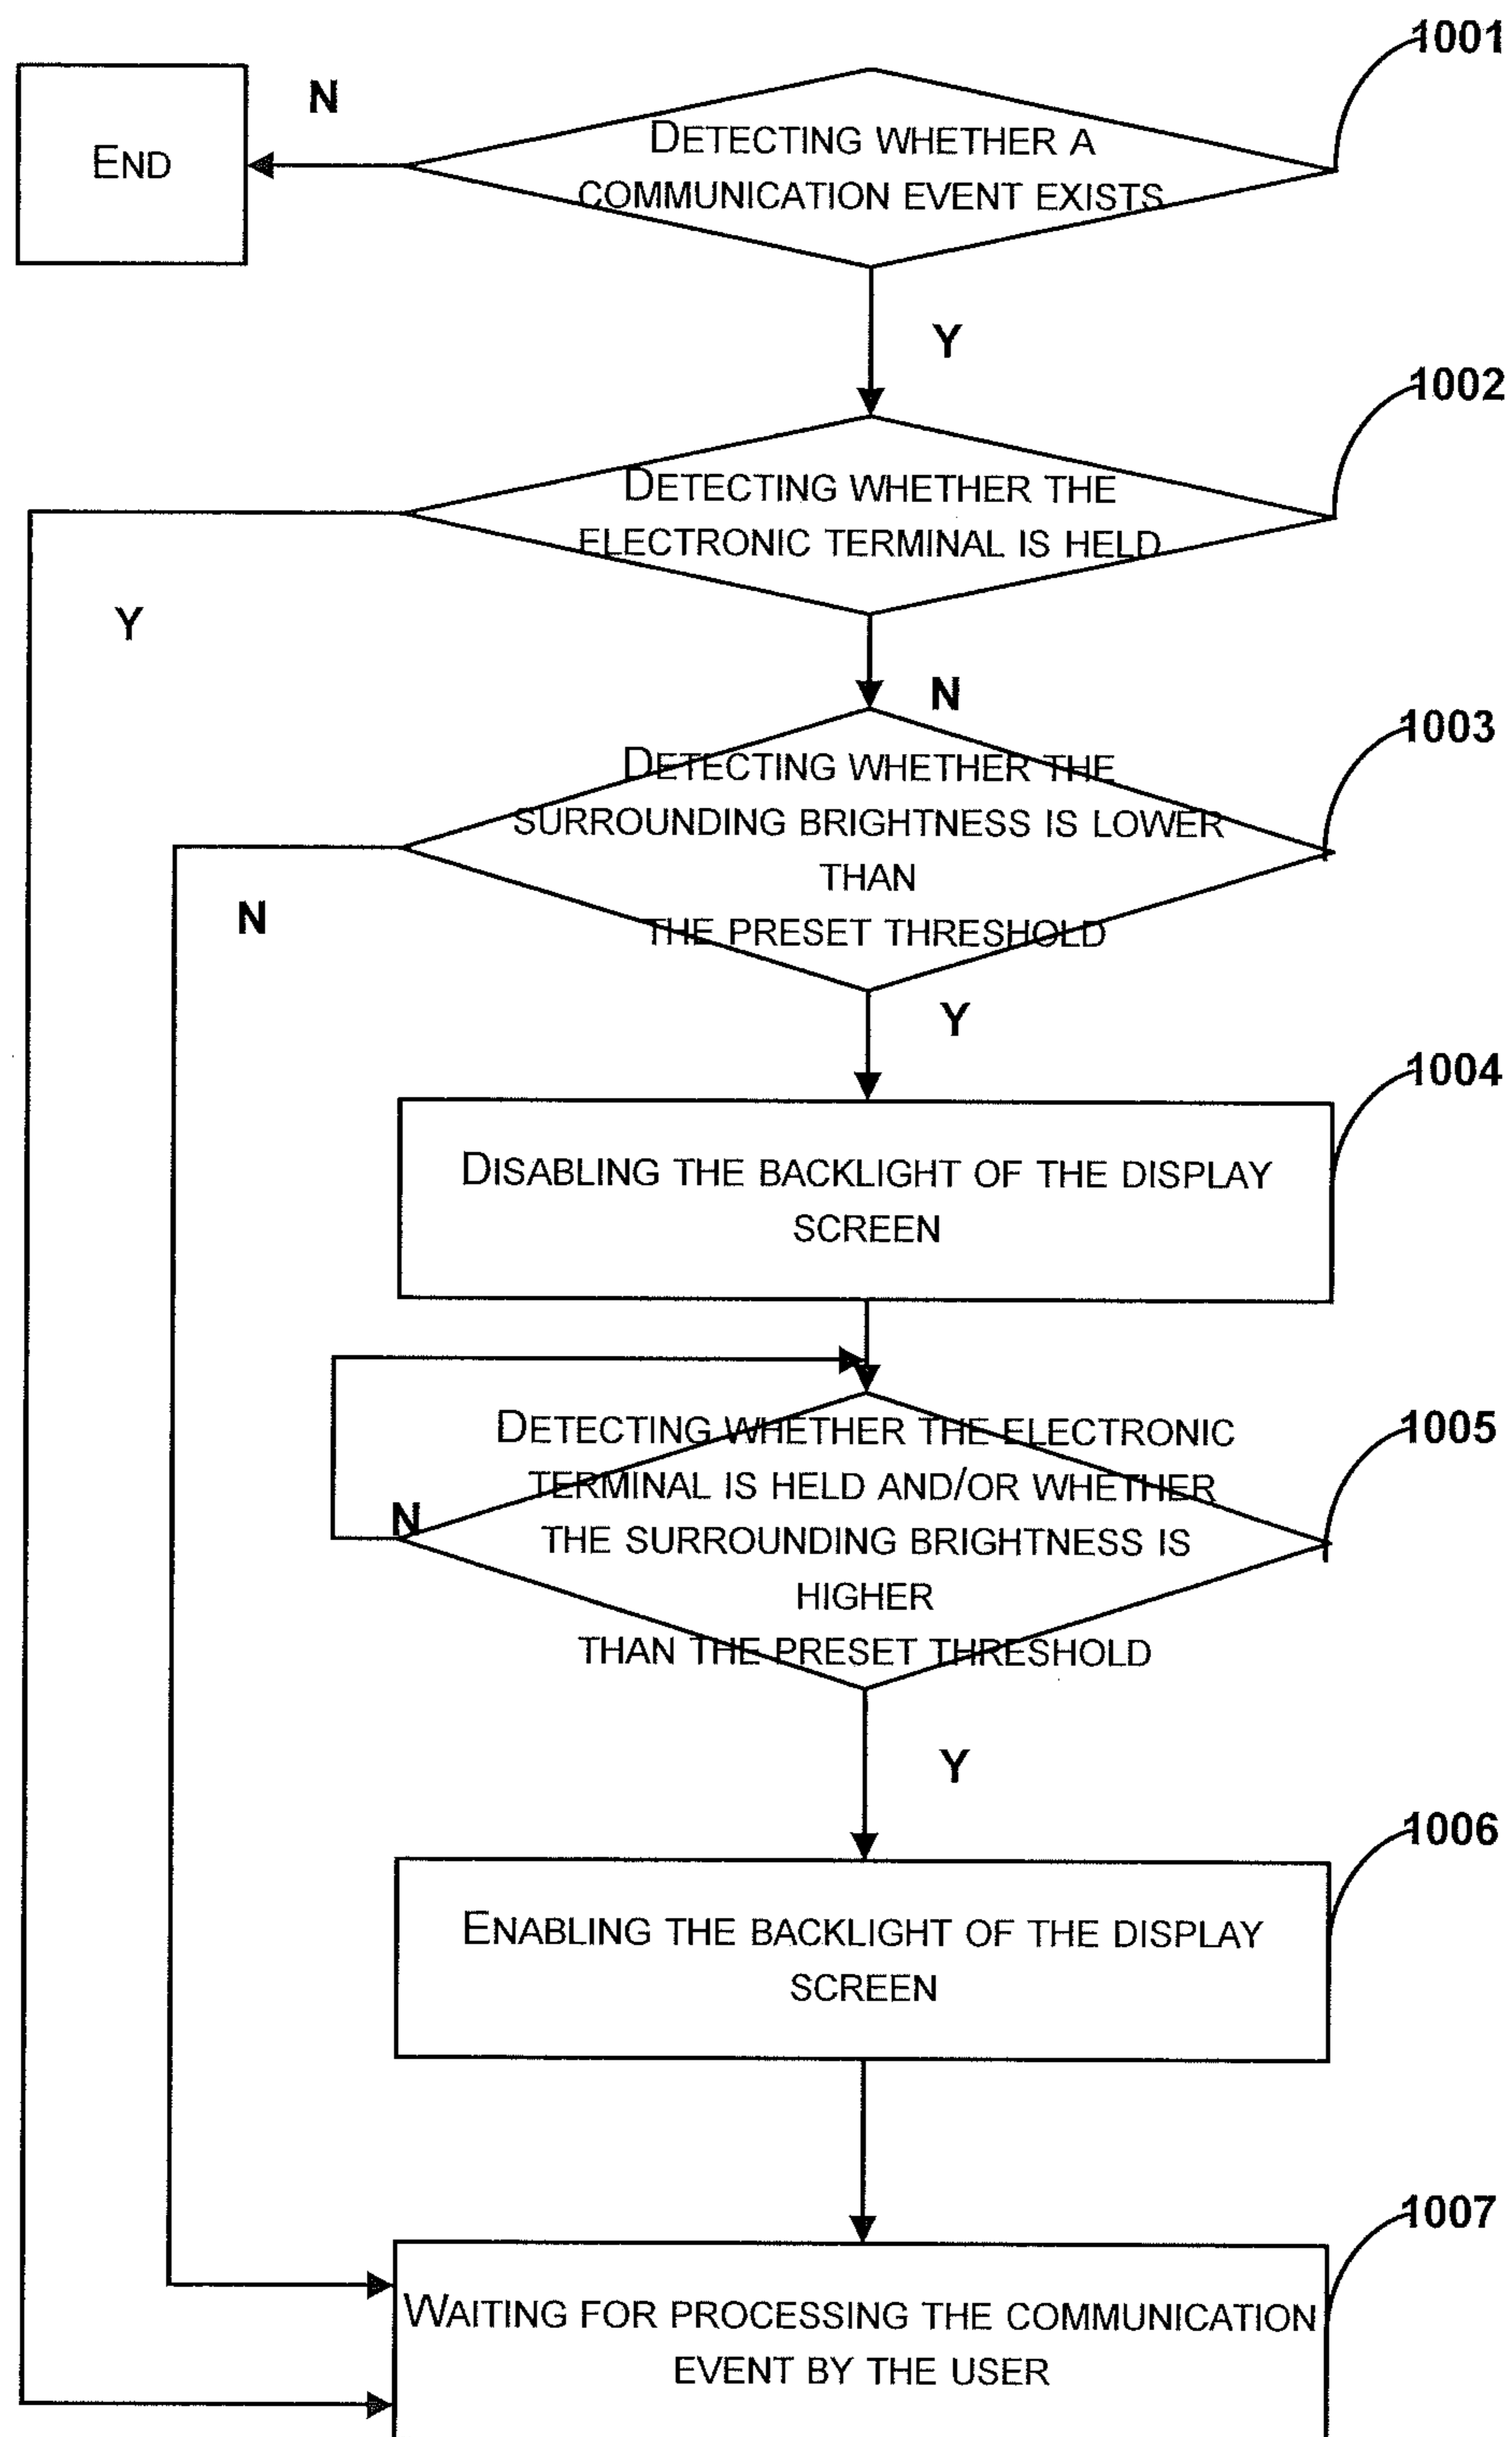 1001
END
N
DETECTING WHETHER A
COMMUNICATION EVENT EXISTS
Y
1002
DETECTING WHETHER THE
ELECTRONIC TERMINAL IS HELD
Y
N
1003
DETECTING WHETHER THE
SURROUNDING BRIGHTNESS IS LOWER
THAN
THE PRESET THRESHOLD
N
Y
1004
DISABLING THE BACKLIGHT OF THE DISPLAY
SCREEN
1005
DETECTING WHETHER THE ELECTRONIC
TERMINAL IS HELD AND/OR WHETHER
THE SURROUNDING BRIGHTNESS IS
HIGHER
THAN THE PRESET THRESHOLD
N
Y
1006
ENABLING THE BACKLIGHT OF THE DISPLAY
SCREEN
1007
WAITING FOR PROCESSING THE COMMUNICATION
EVENT BY THE USER